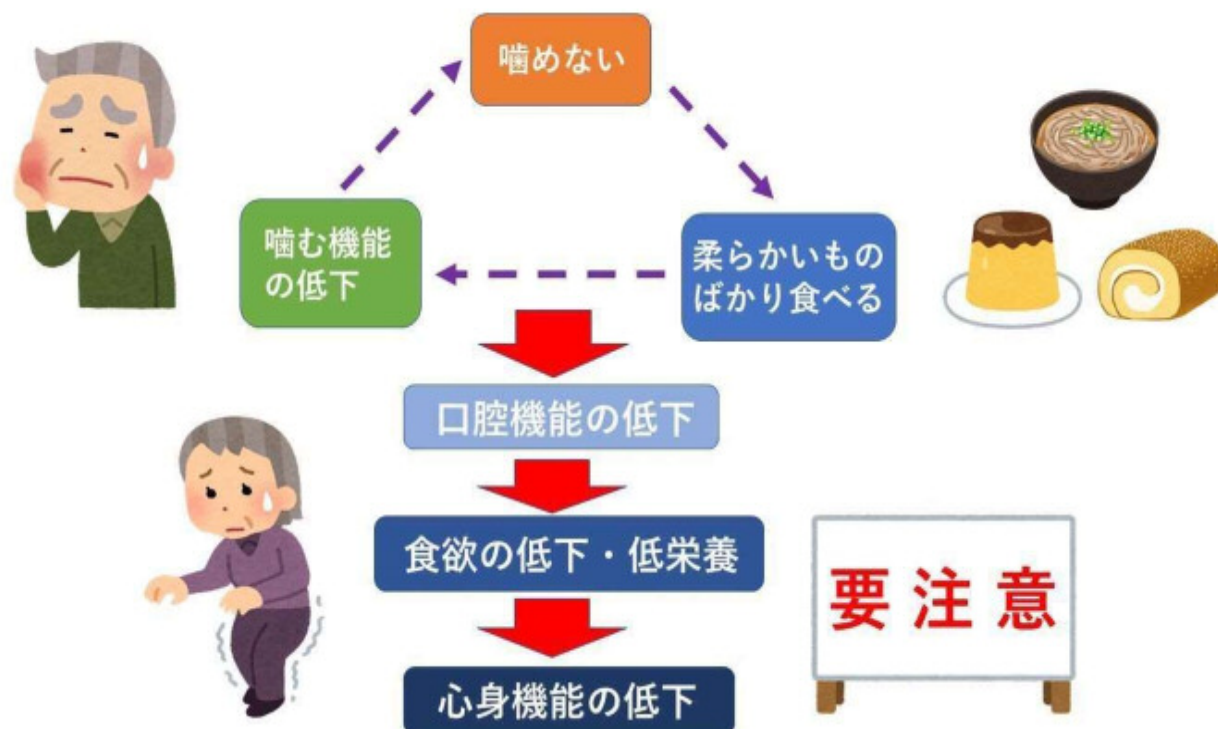 噛めない
噛む機能
の低下
柔らかいもの
ばかり食べる
口腔機能の低下
食欲の低下・低栄養
要注意
心身機能の低下